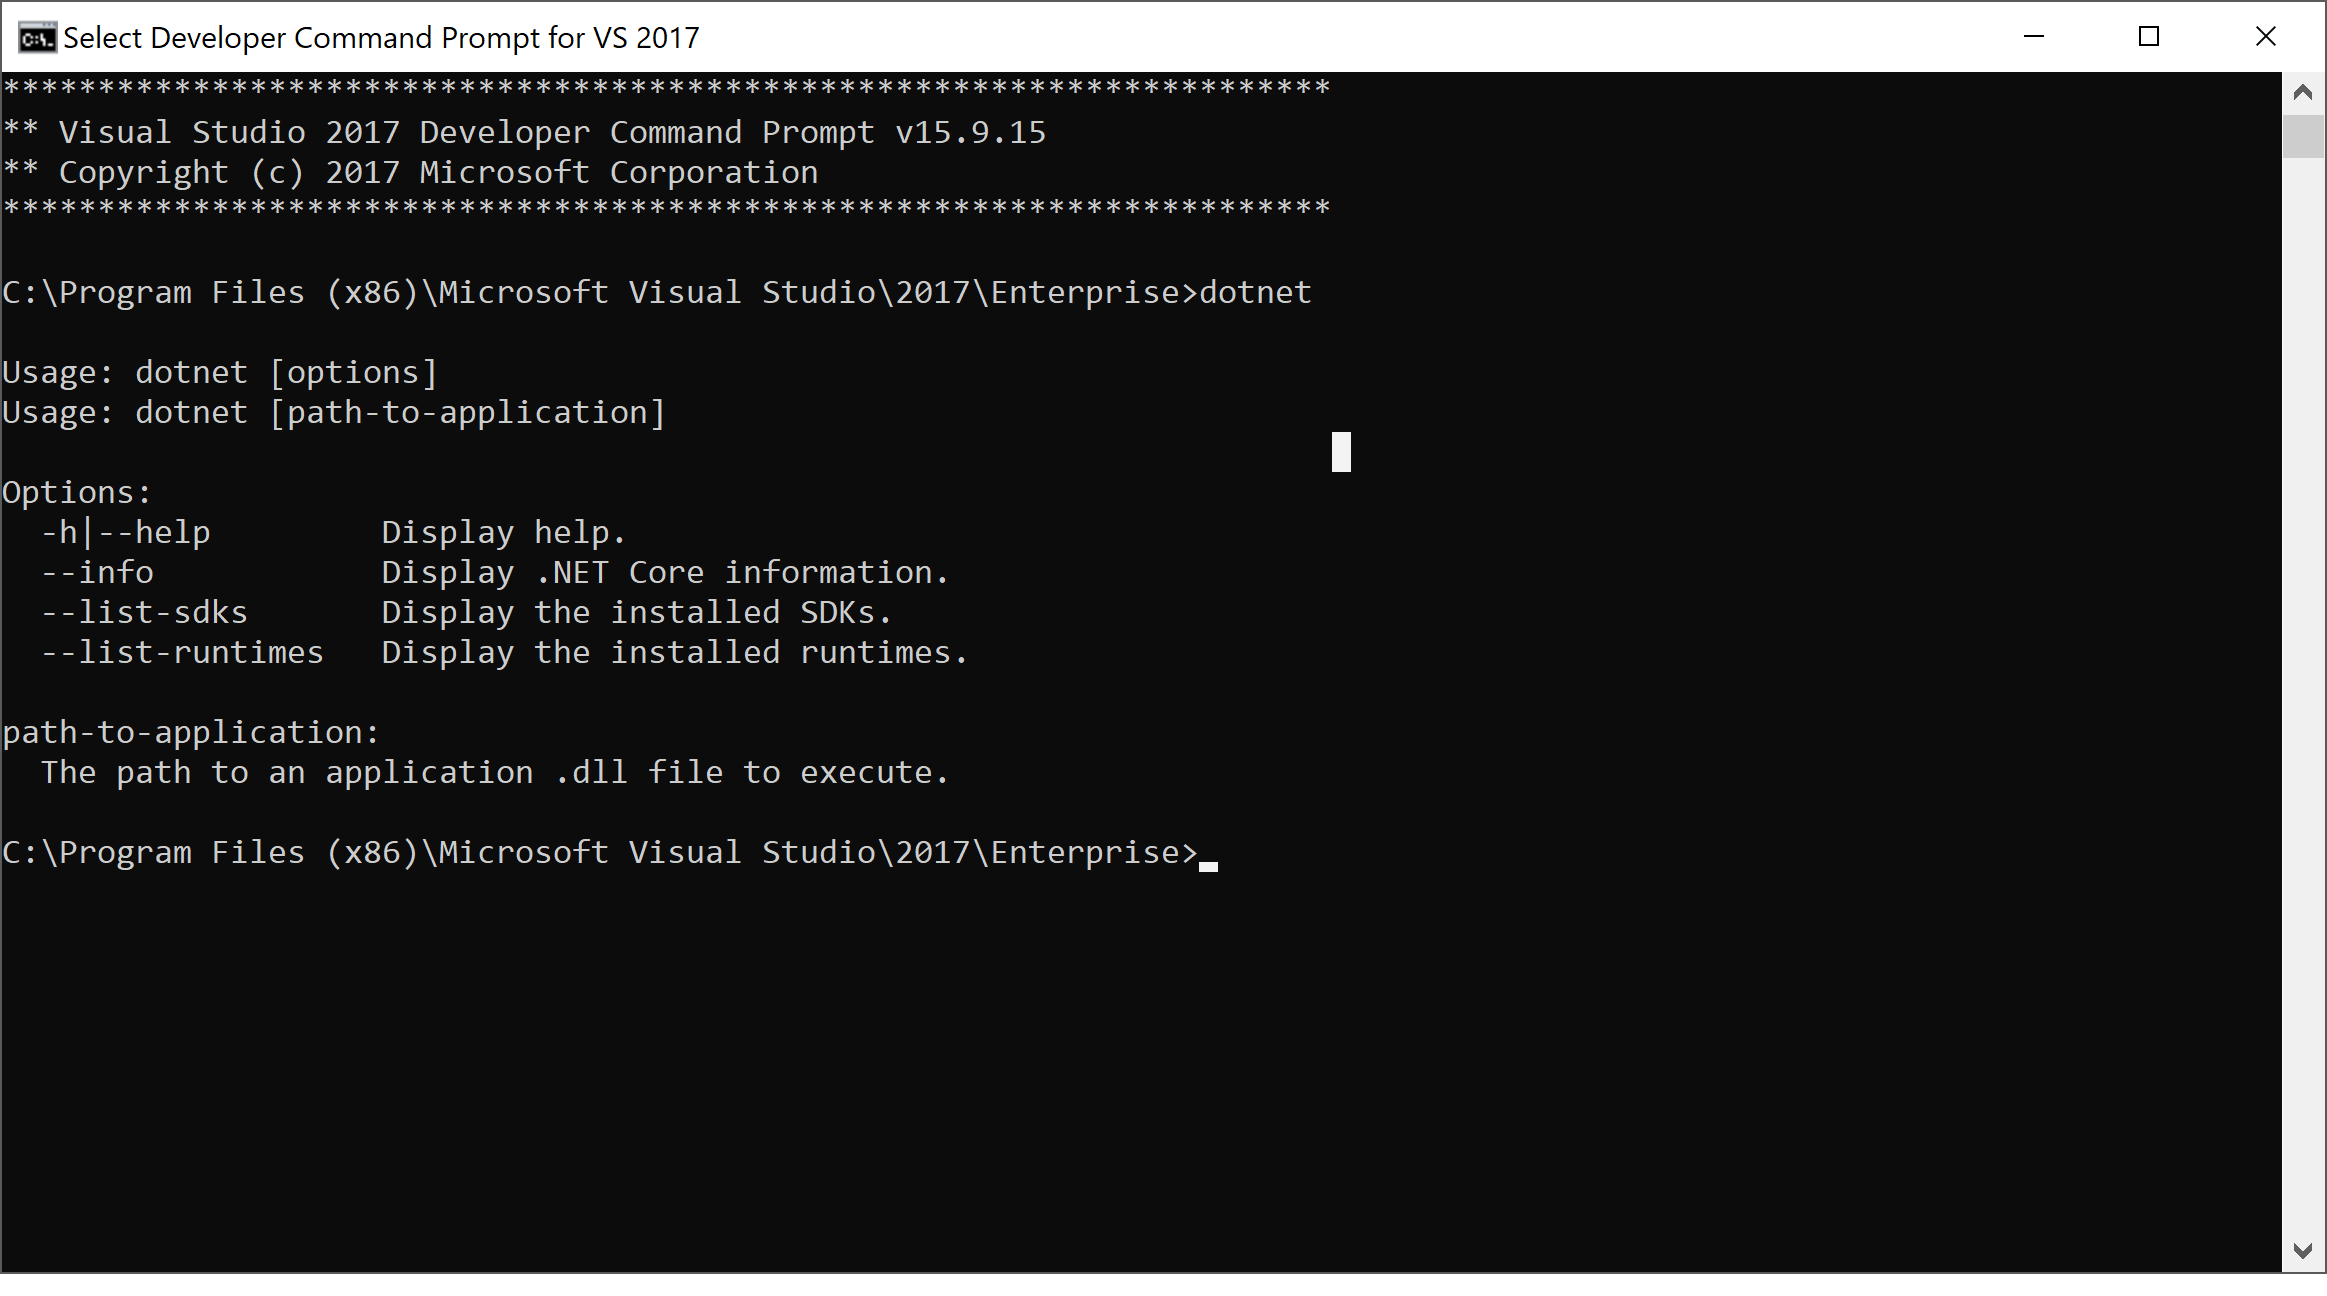 Select Developer Command Prompt for VS 2017
**********************************************************************
** Visual Studio 2017 Developer Command Prompt v15.9.15
** Copyright (c) 2017 Microsoft Corporation
**********************************************************************
C:\Program Files (x86)\Microsoft Visual Studio\2017\Enterprise>dotnet
Usage: dotnet [options]
Usage: dotnet [path-to-application]
Options:
  -h|--help         Display help.
  --info            Display .NET Core information.
  --list-sdks       Display the installed SDKs.
  --list-runtimes   Display the installed runtimes.
path-to-application:
  The path to an application .dll file to execute.
C:\Program Files (x86)\Microsoft Visual Studio\2017\Enterprise>